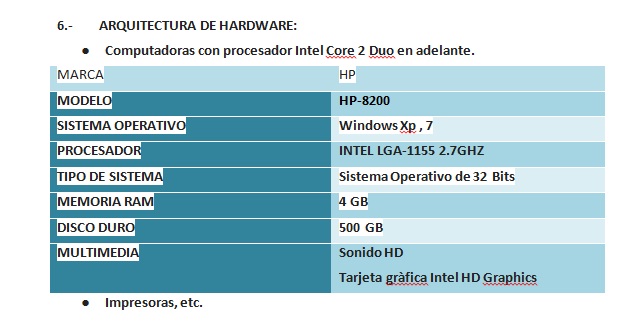 6.- ARQUITECTURA DE HARDWARE:
● Computadoras con procesador Intel Core 2 Duo en adelante.
MARCA HP
MODELO HP-8200
SISTEMA OPERATIVO Windows Xp , 7
PROCESADOR INTEL LGA-1155 2.7GHZ
TIPO DE SISTEMA Sistema Operativo de 32 Bits
MEMORIA RAM 4 GB
DISCO DURO 500 GB
MULTIMEDIA Sonido HD
Tarjeta gràfica Intel HD Graphics
● Impresoras, etc.